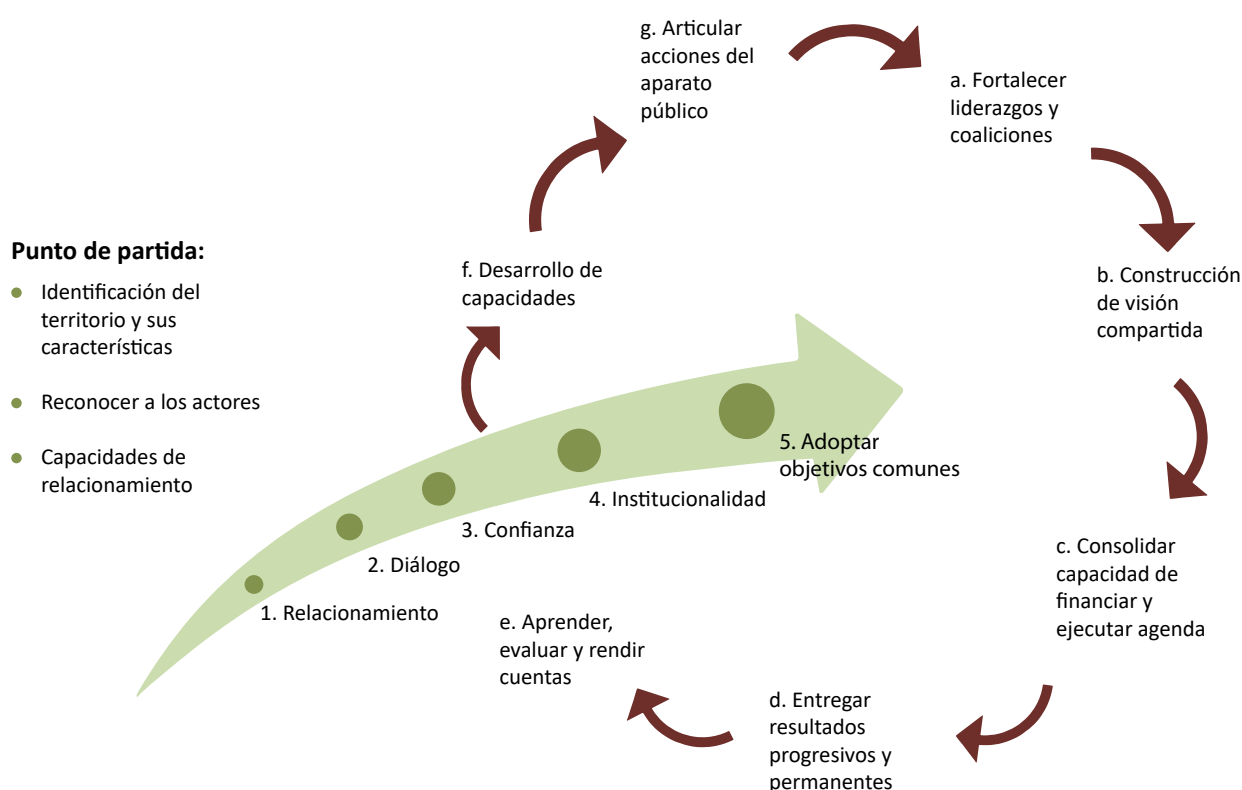 Punto de partida:
Identificación del
territorio y sus
características
Reconocer a los actores
Capacidades de
relacionamiento
1. Relacionamiento
2. Diálogo
3. Confianza
4. Institucionalidad
5. Adoptar
objetivos comunes
a. Fortalecer
liderazgos y
coaliciones
b. Construcción
de visión
compartida
c. Consolidar
capacidad de
financiar y
ejecutar agenda
d. Entregar
resultados
progresivos y
permanentes
e. Aprender,
evaluar y rendir
cuentas
f. Desarrollo de
capacidades
g. Articular
acciones del
aparato
público